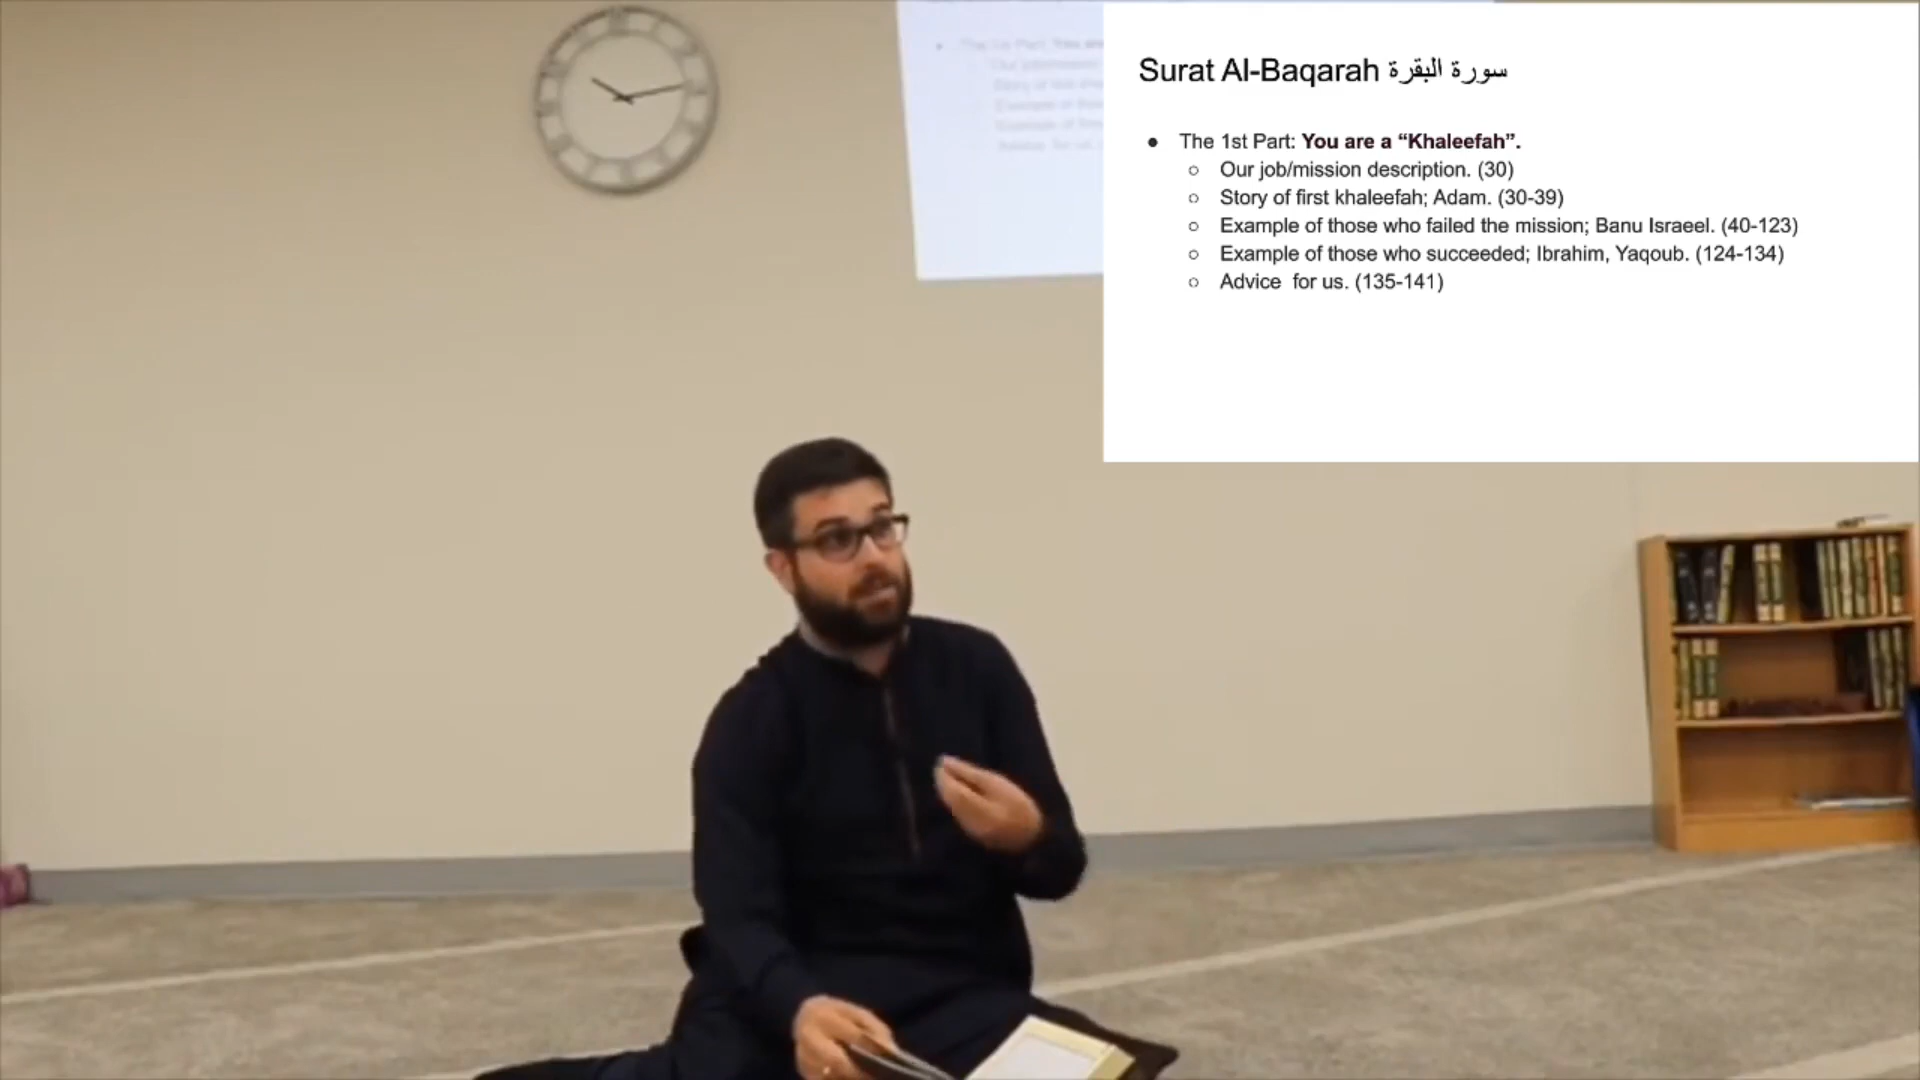 Surat Al-Baqarah سورة البقرة
● The 1st Part: You are a “Khaleefah”.
○ Our job/mission description. (30)
○ Story of first khaleefah; Adam. (30-39)
○ Example of those who failed the mission; Banu Israeel. (40-123)
○ Example of those who succeeded; Ibrahim, Yaqoub. (124-134)
○ Advice  for us. (135-141)